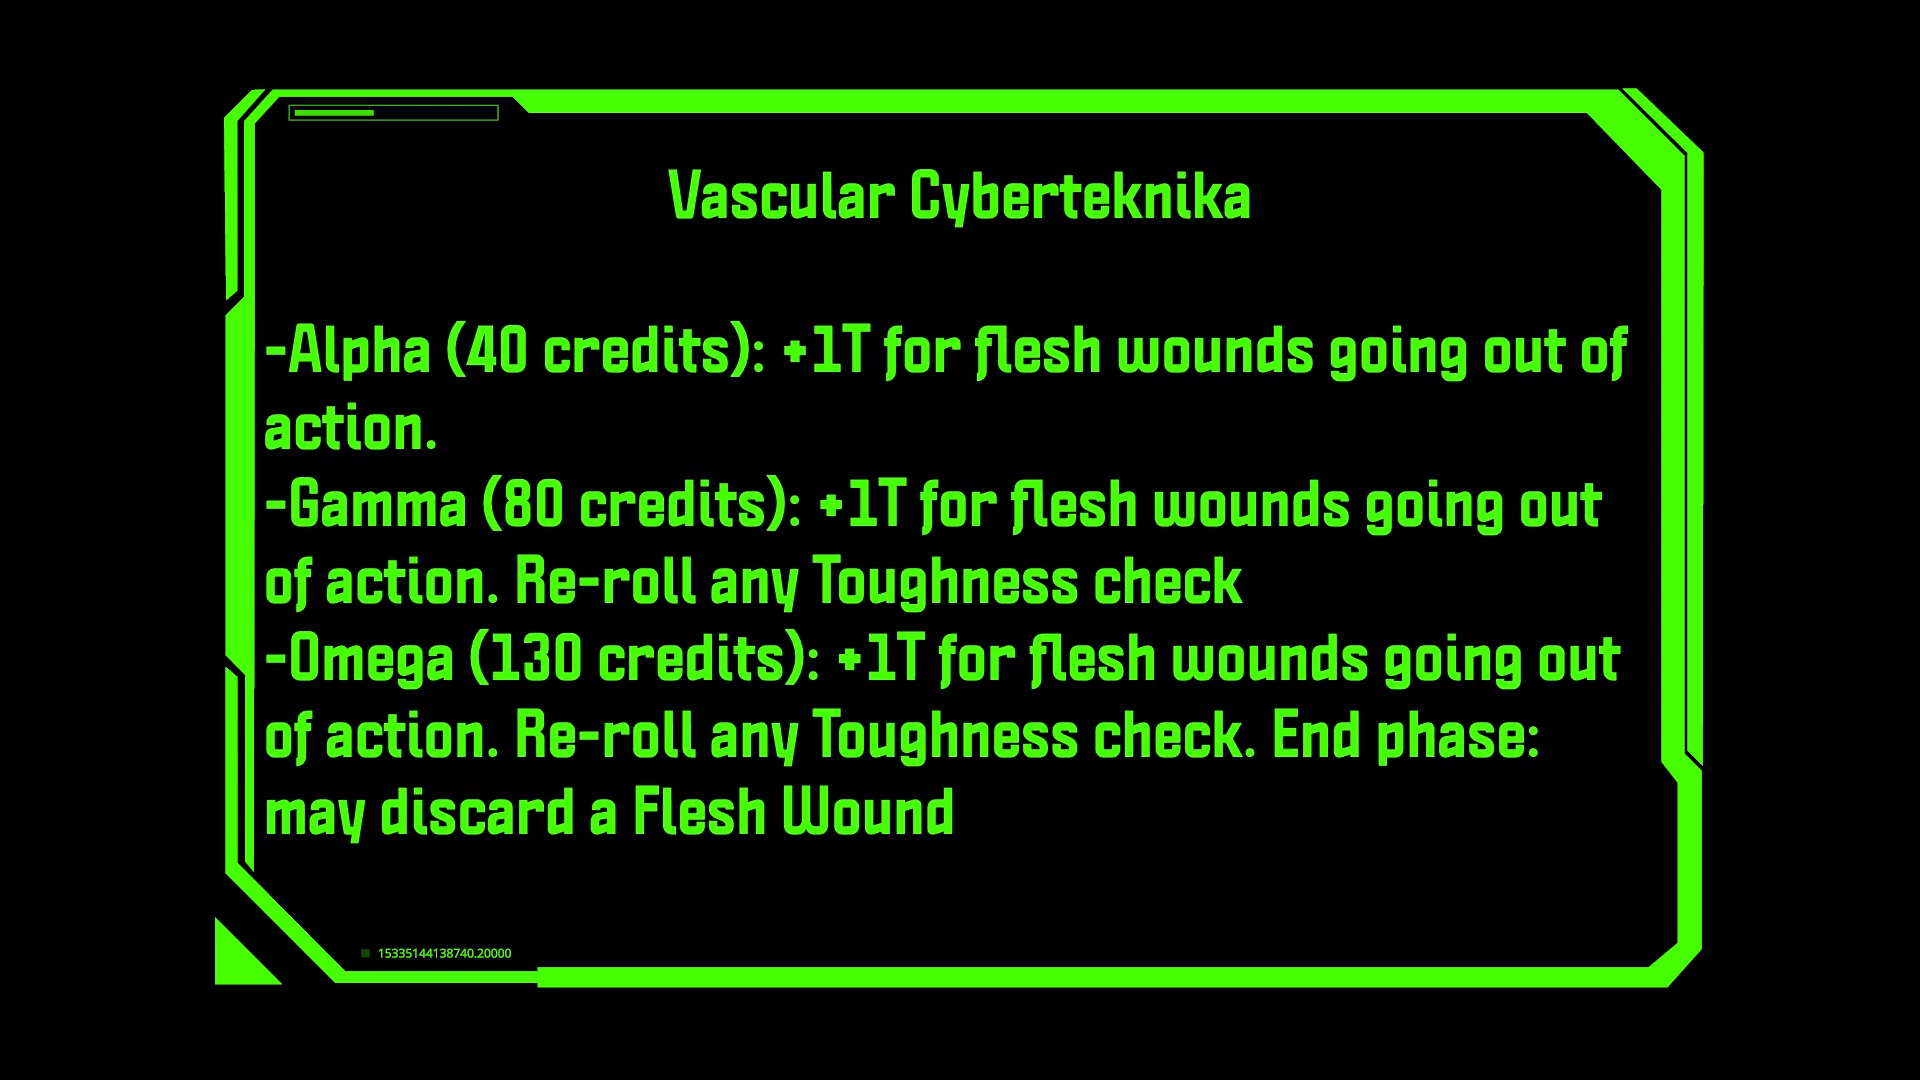 Vascular Cyberteknika
-Alpha (40 credits): +1T for flesh wounds going out of
action.
-Gamma (80 credits): +1T for flesh wounds going out
of action. Re-roll any Toughness check
-Omega (130 credits): +1T for flesh wounds going out
of action. Re-roll any Toughness check. End phase:
may discard a Flesh Wound
15335144138740.20000